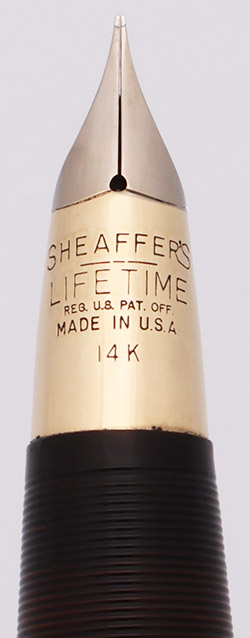 SHEAFFER'S
LIFETIME
REG. U.S. PAT. OFF.
MADE IN U.S.A
14K